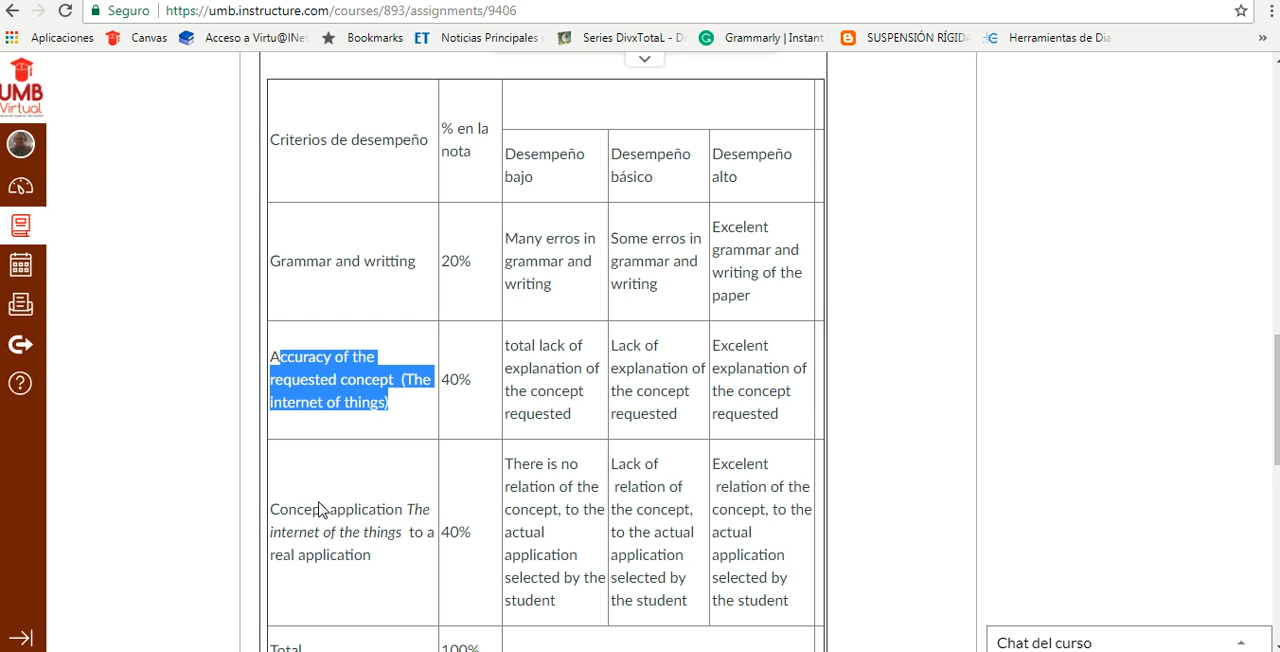 Seguro https://umb.instructure.com/courses/893/assignments/9406
Aplicaciones Canvas Acceso a Virtu@lNe Bookmarks ET Noticias Principales Series DivxTotaL - D Grammarly | Instant SUSPENSIÓN RÍGIDA Herramientas de Dia »
UMB
Virtual
Criterios de desempeño
% en la
nota
Desempeño
bajo
Desempeño
básico
Desempeño
alto
Grammar and writting
20%
Many erros in
grammar and
writing
Some erros in
grammar and
writing
Excelent
grammar and
writing of the
paper
Accuracy of the
requested concept (The
internet of things)
40%
total lack of
explanation of
the concept
requested
Lack of
explanation of
the concept
requested
Excelent
explanation of
the concept
requested
Concept application The
internet of the things to a
real application
40%
There is no
relation of the
concept, to the
actual
application
selected by the
student
Lack of
relation of
the concept,
to the actual
application
selected by
the student
Excelent
relation of the
concept, to the
actual
application
selected by
the student
Total
100%
Chat del curso